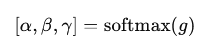 [α, β, γ] = softmax(g)